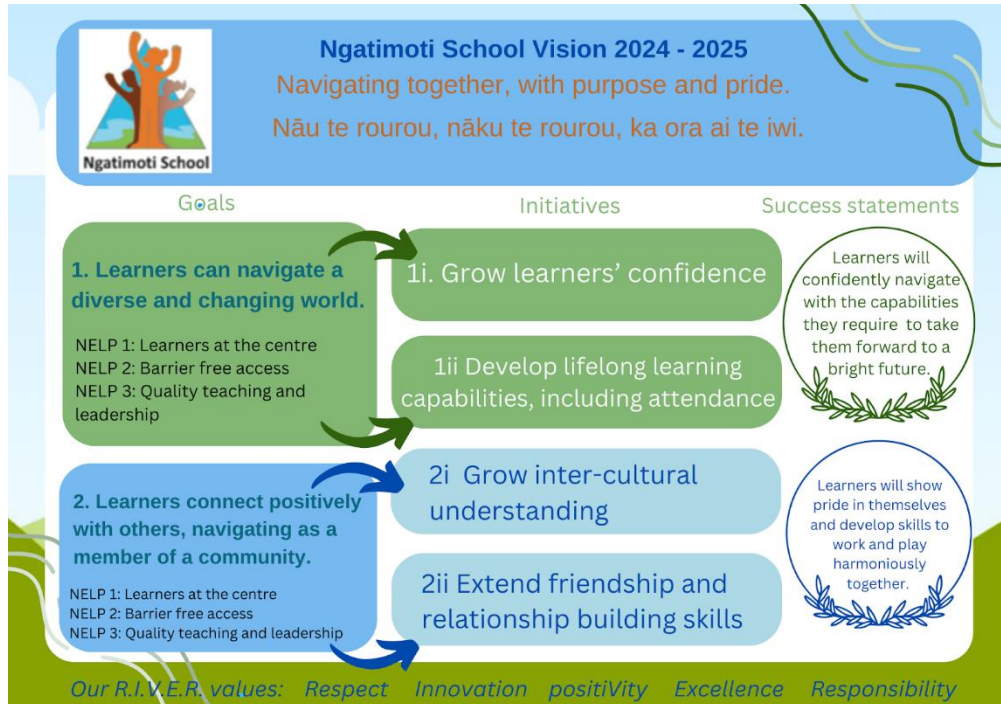 Ngatimoti School
Ngatimoti School Vision 2024 - 2025
Navigating together, with purpose and pride.
Nāu te rourou, nāku te rourou, ka ora ai te iwi.
Goals
Initiatives
Success statements
1. Learners can navigate a
diverse and changing world.
NELP 1: Learners at the centre
NELP 2: Barrier free access
NELP 3: Quality teaching and
leadership
1i. Grow learners’ confidence
1ii Develop lifelong learning
capabilities, including attendance
Learners will
confidently navigate
with the capabilities
they require to take
them forward to a
bright future.
2. Learners connect positively
with others, navigating as a
member of a community.
NELP 1: Learners at the centre
NELP 2: Barrier free access
NELP 3: Quality teaching and leadership
2i Grow inter-cultural
understanding
2ii Extend friendship and
relationship building skills
Learners will show
pride in themselves
and develop skills to
work and play
harmoniously
together.
Our R.I.V.E.R. values: Respect Innovation positiVity Excellence Responsibility